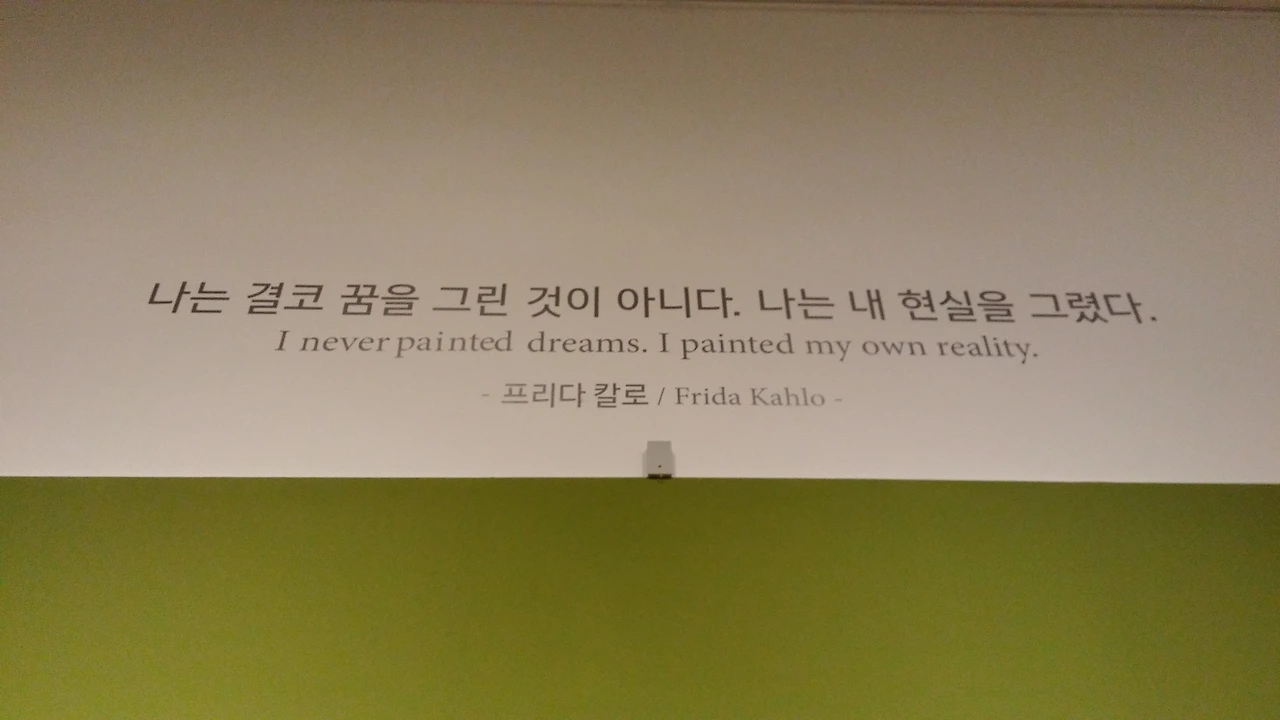 나는 결코 꿈을 그린 것이 아니다. 나는 내 현실을 그렸다.
I never painted dreams. I painted my own reality.
- 프리다 칼로 / Frida Kahlo -